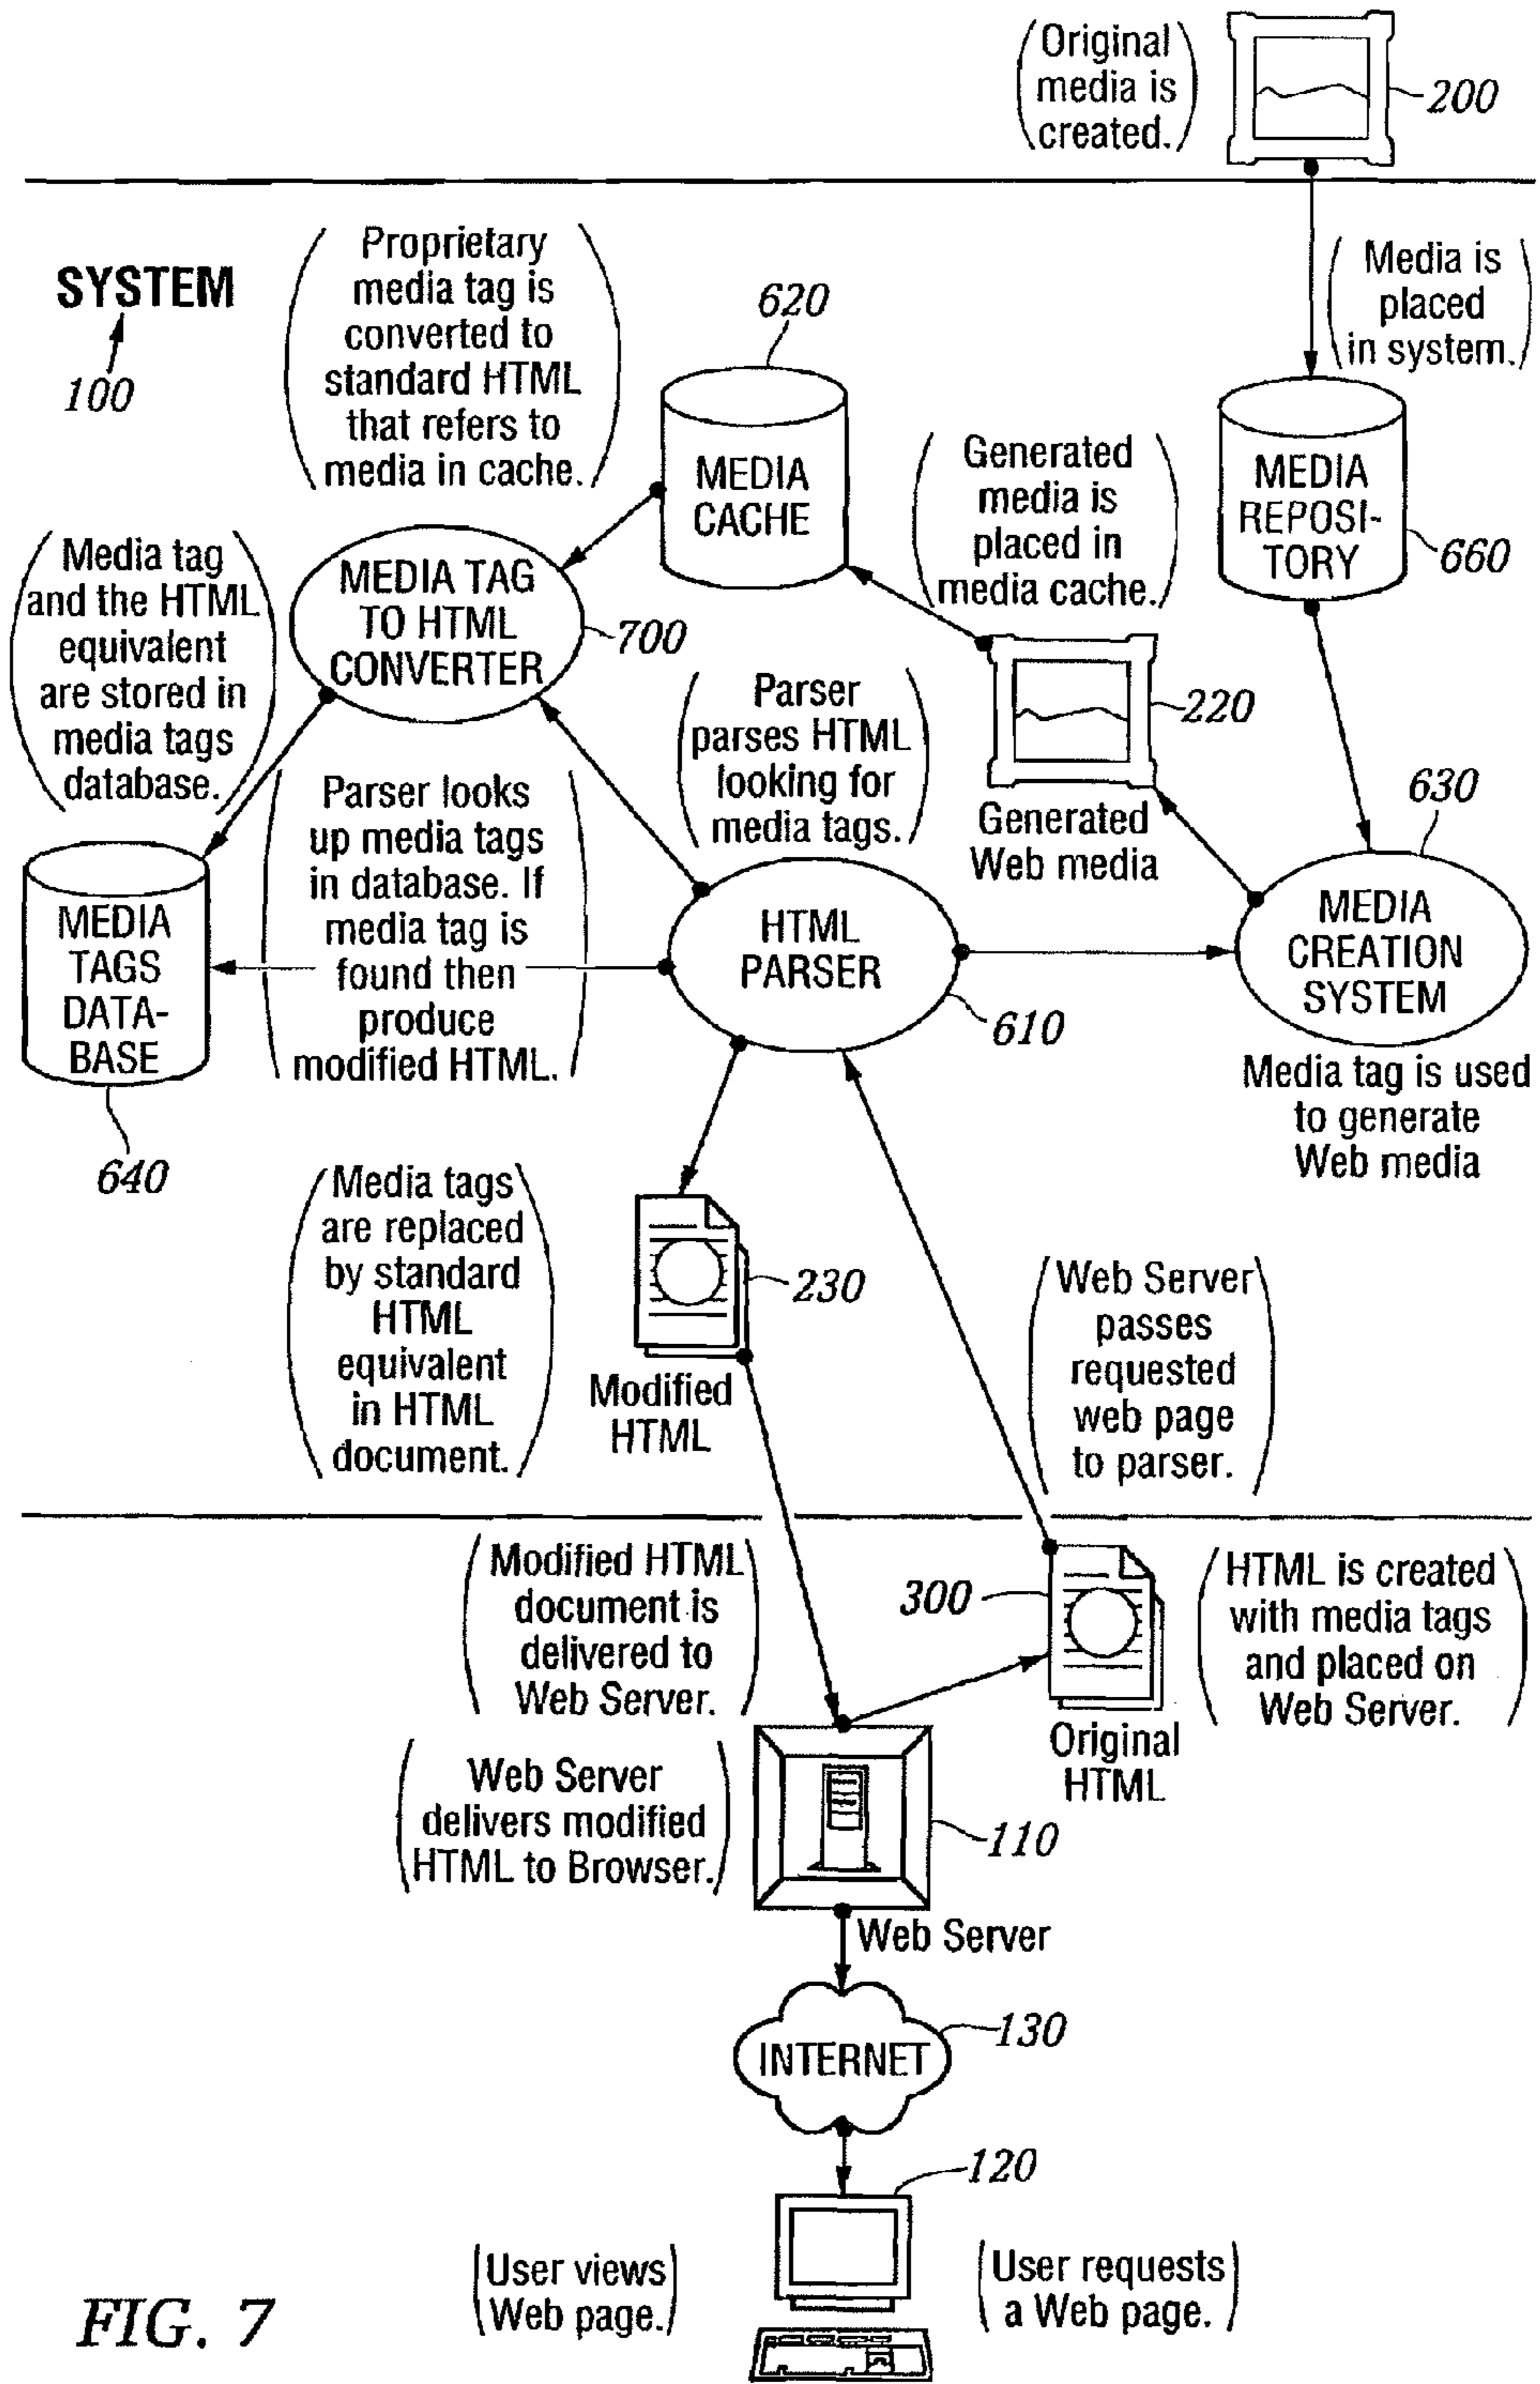 (Original
media is
created.)
200
SYSTEM
100
(Proprietary
media tag is
converted to
standard HTML
that refers to
media in cache.)
620
(Media is
placed
in system.)
MEDIA
CACHE
(Generated
media is
placed in
media cache.)
MEDIA
REPOSI-
TORY
660
(Media tag
and the HTML
equivalent
are stored in
media tags
database.)
MEDIA TAG
TO HTML
CONVERTER
700
(Parser
parses HTML
looking for
media tags.)
220
Generated
Web media
630
(Parser looks
up media tags
in database. If
media tag is
found then
produce
modified HTML.)
MEDIA
TAGS
DATA-
BASE
640
HTML
PARSER
610
MEDIA
CREATION
SYSTEM
Media tag is used
to generate
Web media
(Media tags
are replaced
by standard
HTML
equivalent
in HTML
document.)
230
Modified
HTML
(Web Server
passes
requested
web page
to parser.)
(Modified HTML
document is
delivered to
Web Server.)
300
(HTML is created
with media tags
and placed on
Web Server.)
Original
HTML
(Web Server
delivers modified
HTML to Browser.)
110
Web Server
INTERNET
130
120
(User views
Web page.)
(User requests
a Web page.)
FIG. 7